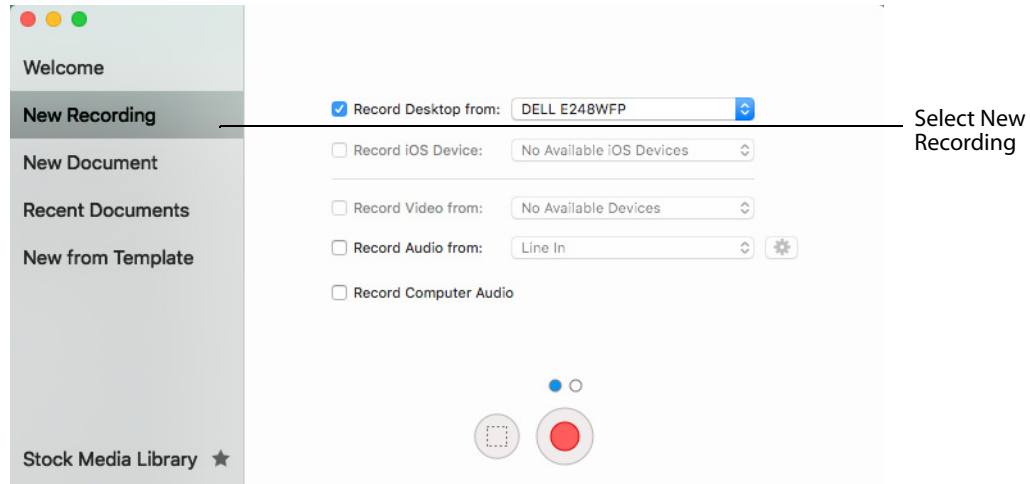 Welcome
New Recording
New Document
Recent Documents
New from Template
Stock Media Library
Record Desktop from: DELL E248WFP
Record iOS Device: No Available iOS Devices
Record Video from: No Available Devices
Record Audio from: Line In
Record Computer Audio
Select New
Recording